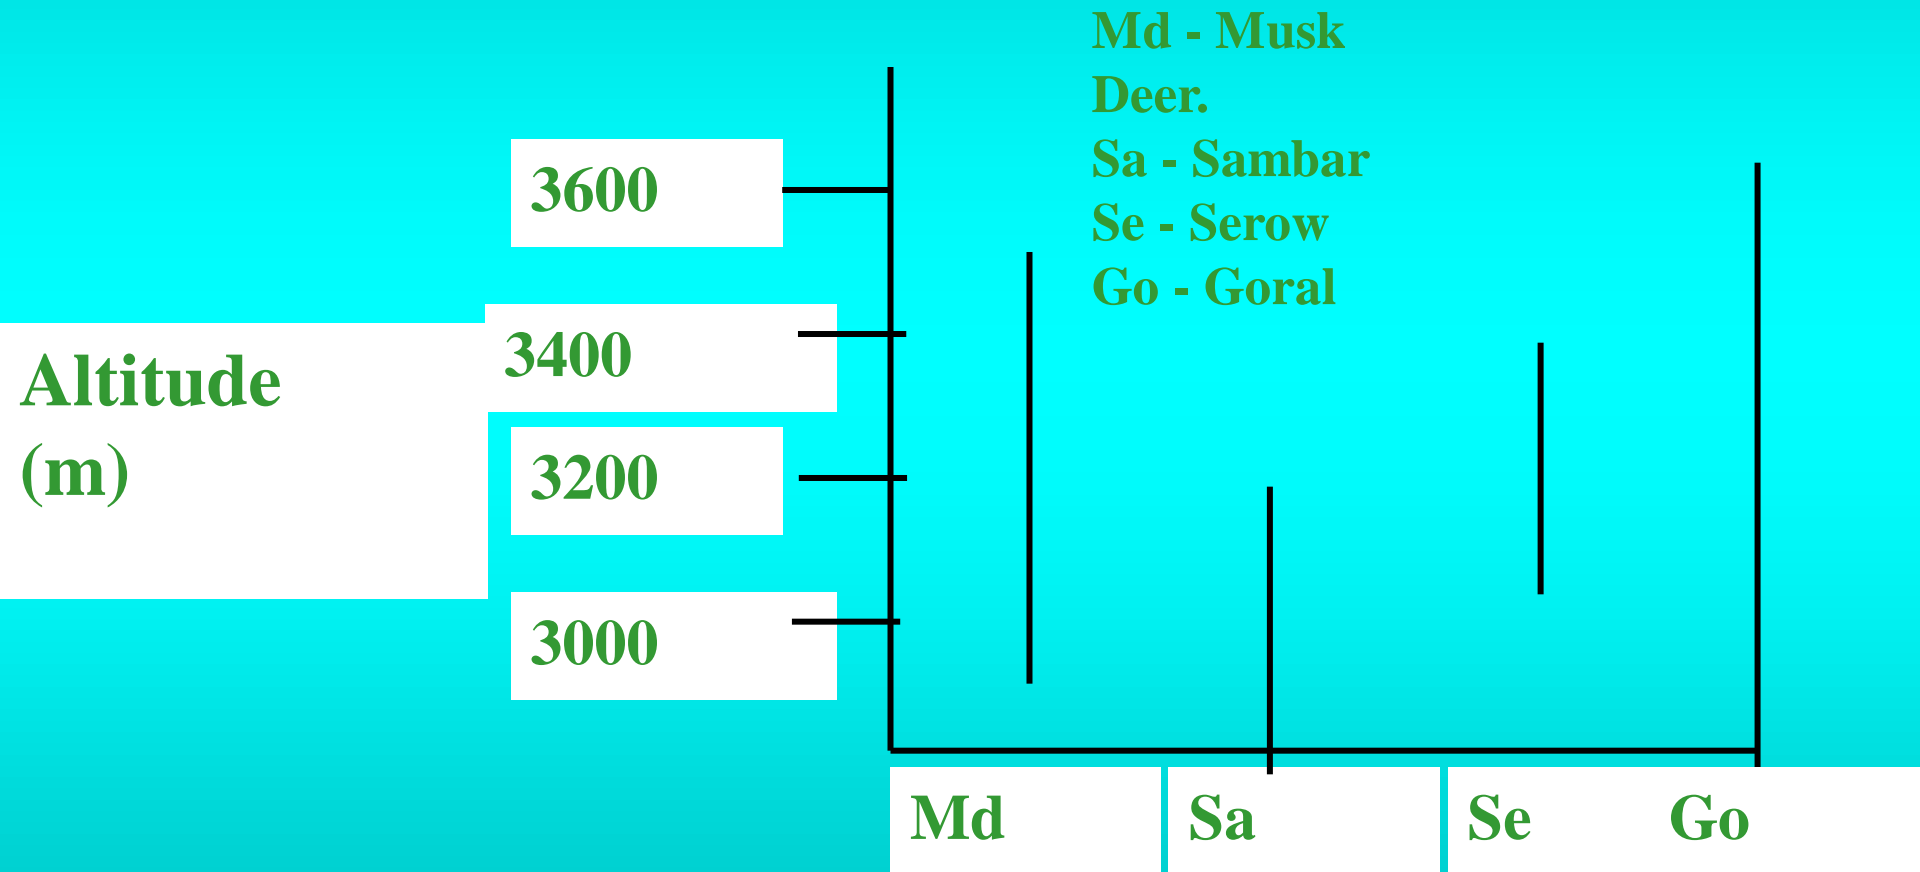 Md - Musk
Deer.
Sa - Sambar
Se - Serow
Go - Goral
3600
3400
Altitude
(m)
3200
3000
Md Sa Se Go